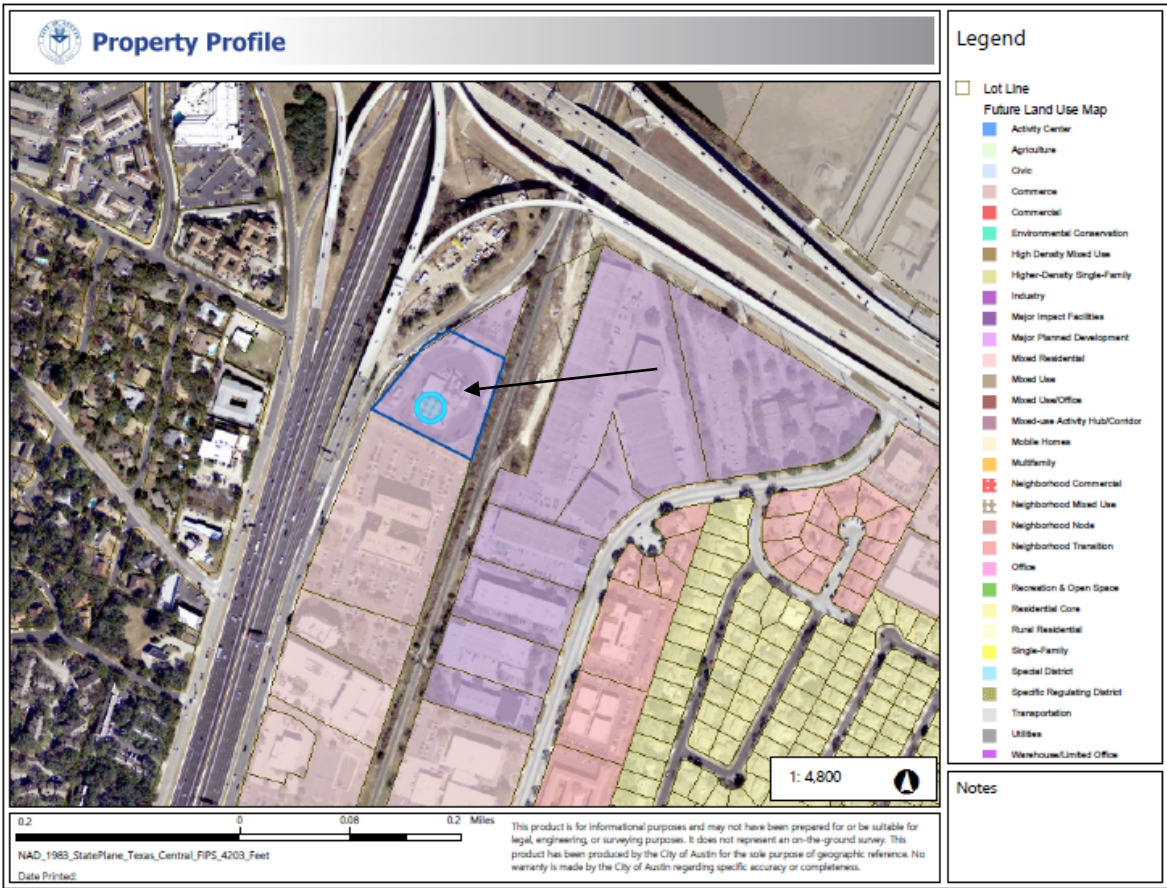 CITY OF AUSTIN
Property Profile
Legend
Lot Line
Future Land Use Map
Activity Center
Agriculture
Civic
Commerce
Commercial
Environmental Conservation
High Density Mixed Use
Higher-Density Single-Family
Industry
Major Impact Facilities
Major Planned Development
Mixed Residential
Mixed Use
Mixed Use/Office
Mixed-use Activity Hub/Corridor
Mobile Homes
Multifamily
Neighborhood Commercial
Neighborhood Mixed Use
Neighborhood Node
Neighborhood Transition
Office
Recreation & Open Space
Residential Core
Rural Residential
Single-Family
Special District
Specific Regulating District
Transportation
Utilities
Warehouse/Limited Office
1: 4,800
Notes
0.2 0 0.08 0.2 Miles
NAD_1983_StatePlane_Texas_Central_FIPS_4203_Feet
Date Printed:
This product is for informational purposes and may not have been prepared for or be suitable for
legal, engineering, or surveying purposes. It does not represent an on-the-ground survey. This
product has been produced by the City of Austin for the sole purpose of geographic reference. No
warranty is made by the City of Austin regarding specific accuracy or completeness.